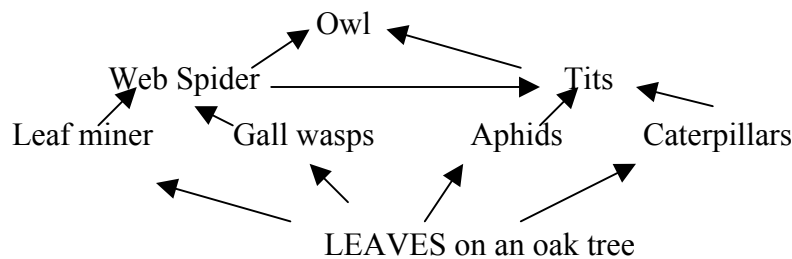 Owl
Web Spider Tits
Leaf miner Gall wasps Aphids Caterpillars
LEAVES on an oak tree